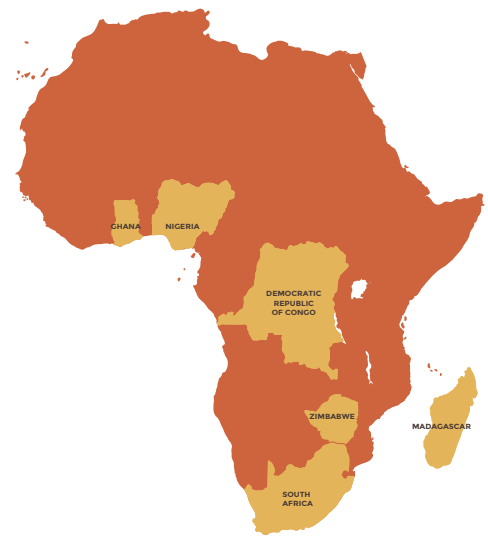 GHANA
NIGERIA
DEMOCRATIC
REPUBLIC
OF CONGO
ZIMBABWE
MADAGASCAR
SOUTH
AFRICA